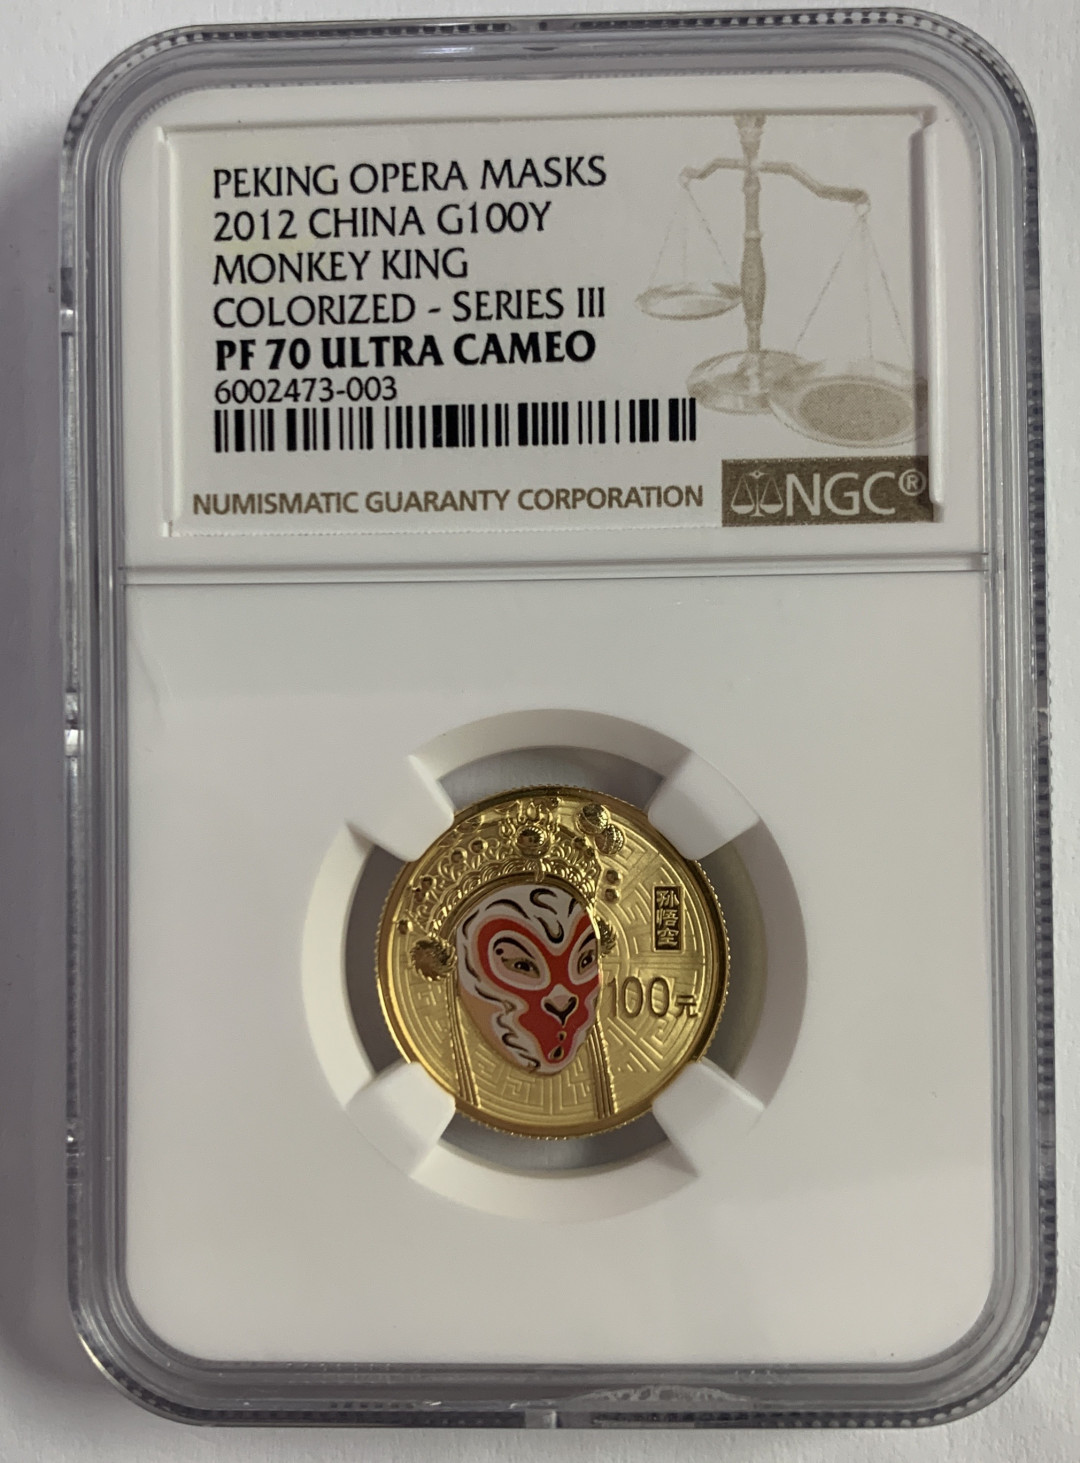 PEKING OPERA MASKS
2012 CHINA G100Y
MONKEY KING
COLORIZED - SERIES III
PF 70 ULTRA CAMEO
6002473-003
NUMISMATIC GUARANTY CORPORATION
NGC®
孙悟空
100元